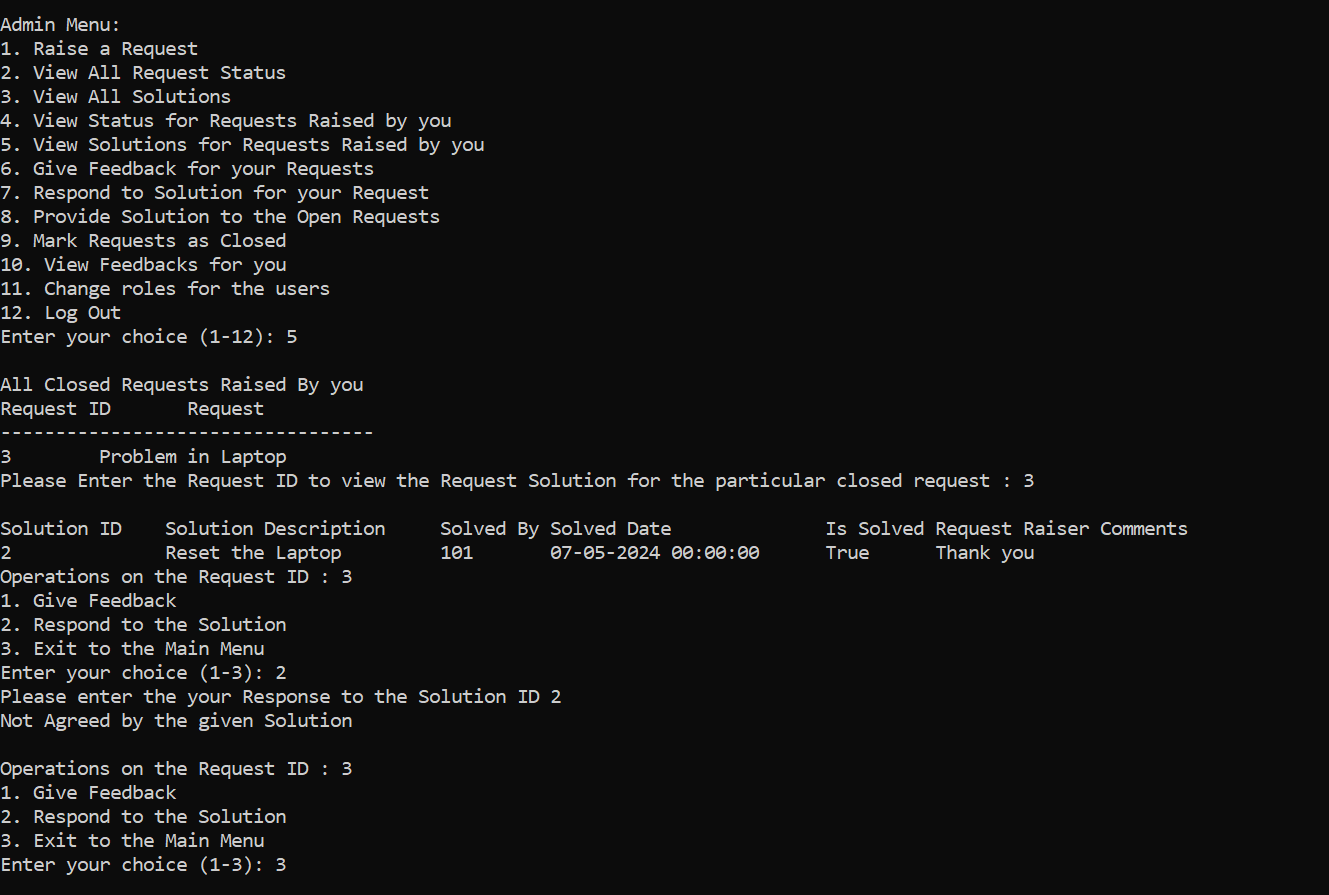 Admin Menu:
1. Raise a Request
2. View All Request Status
3. View All Solutions
4. View Status for Requests Raised by you
5. View Solutions for Requests Raised by you
6. Give Feedback for your Requests
7. Respond to Solution for your Request
8. Provide Solution to the Open Requests
9. Mark Requests as Closed
10. View Feedbacks for you
11. Change roles for the users
12. Log Out
Enter your choice (1-12): 5

All Closed Requests Raised By you
Request ID       Request
----------------------------------
3        Problem in Laptop
Please Enter the Request ID to view the Request Solution for the particular closed request : 3

Solution ID    Solution Description     Solved By Solved Date              Is Solved Request Raiser Comments
2              Reset the Laptop         101       07-05-2024 00:00:00      True      Thank you
Operations on the Request ID : 3
1. Give Feedback
2. Respond to the Solution
3. Exit to the Main Menu
Enter your choice (1-3): 2
Please enter the your Response to the Solution ID 2
Not Agreed by the given Solution

Operations on the Request ID : 3
1. Give Feedback
2. Respond to the Solution
3. Exit to the Main Menu
Enter your choice (1-3): 3